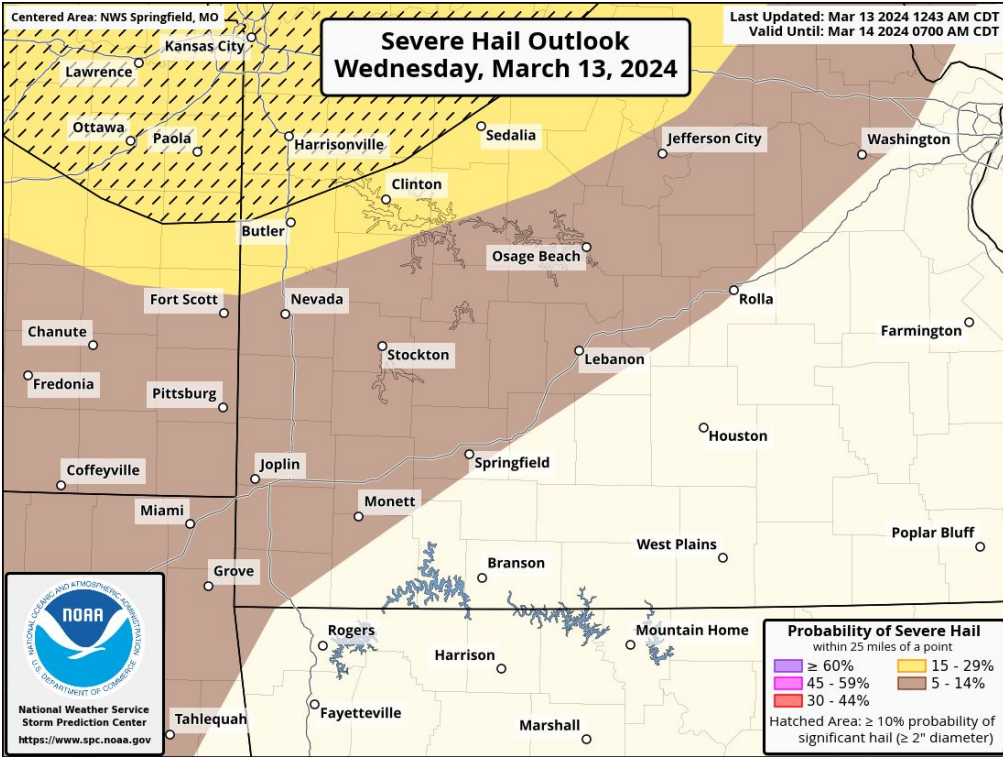 Centered Area: NWS Springfield, MO
Severe Hail Outlook
Wednesday, March 13, 2024
Last Updated: Mar 13 2024 1243 AM CDT
Valid Until: Mar 14 2024 0700 AM CDT
Kansas City
Lawrence
Ottawa
Paola
Harrisonville
Sedalia
Jefferson City
Washington
Clinton
Butler
Osage Beach
Fort Scott
Nevada
Rolla
Chanute
Farmington
Stockton
Lebanon
Fredonia
Pittsburg
Houston
Coffeyville
Joplin
Springfield
Miami
Monett
Poplar Bluff
West Plains
Branson
Grove
Rogers
Mountain Home
Harrison
Fayetteville
Tahlequah
Marshall
NATIONAL OCEANIC AND ATMOSPHERIC ADMINISTRATION
NOAA
U.S. DEPARTMENT OF COMMERCE
National Weather Service
Storm Prediction Center
https://www.spc.noaa.gov
Probability of Severe Hail
within 25 miles of a point
≥ 60%
15 - 29%
45 - 59%
5 - 14%
30 - 44%
Hatched Area: ≥ 10% probability of
significant hail (≥ 2" diameter)